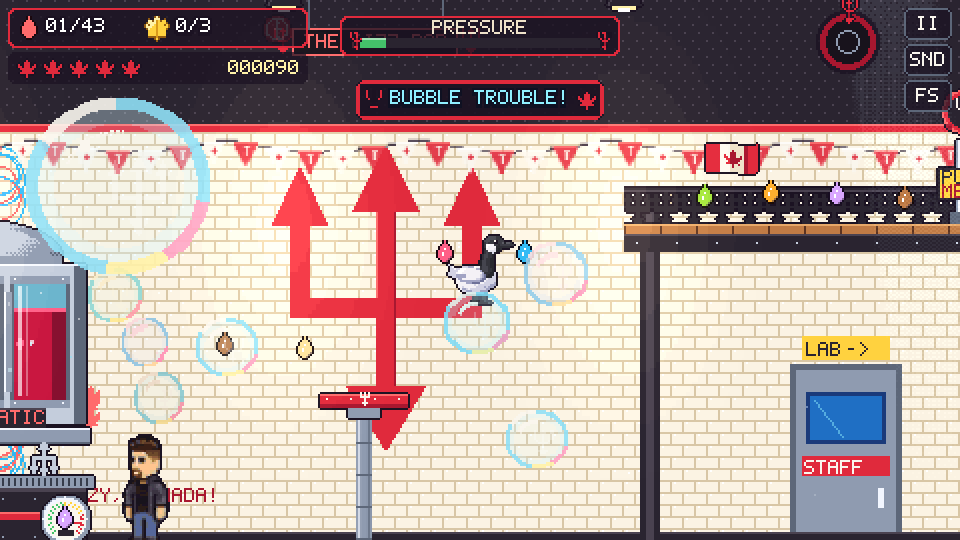 01/43
0/3
000090
THE
PRESSURE
BUBBLE TROUBLE!
II
SND
FS
LAB ->
STAFF
ATIC
ZY,
ADA!